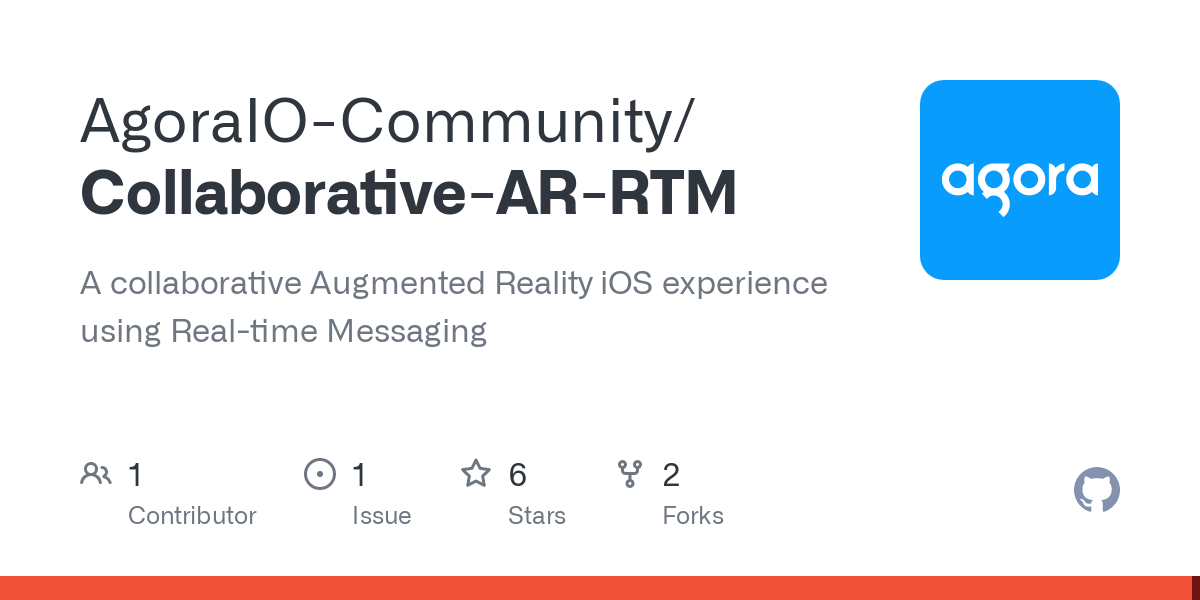 AgoraIO-Community/
Collaborative-AR-RTM
agora
A collaborative Augmented Reality iOS experience
using Real-time Messaging
1
Contributor
1
Issue
6
Stars
2
Forks